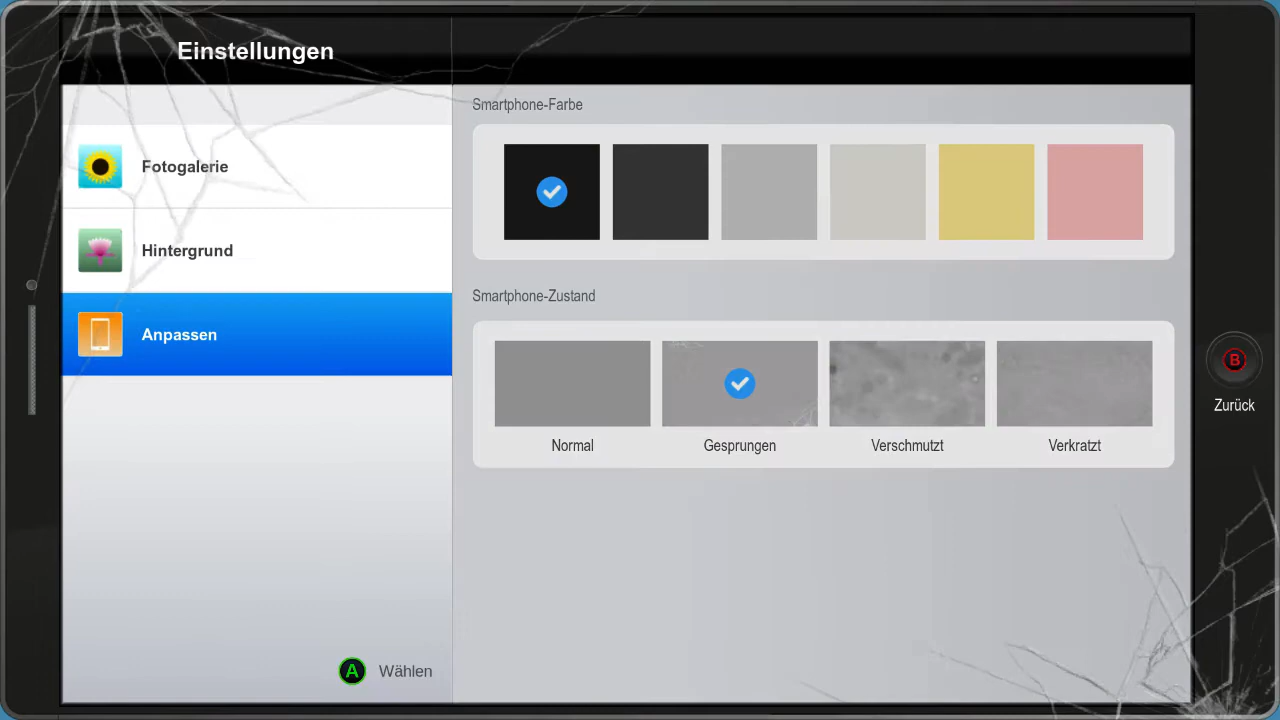 Einstellungen
Fotogalerie
Hintergrund
Anpassen
A Wählen
Smartphone-Farbe
Smartphone-Zustand
Normal
Gesprungen
Verschmutzt
Verkratzt
B
Zurück